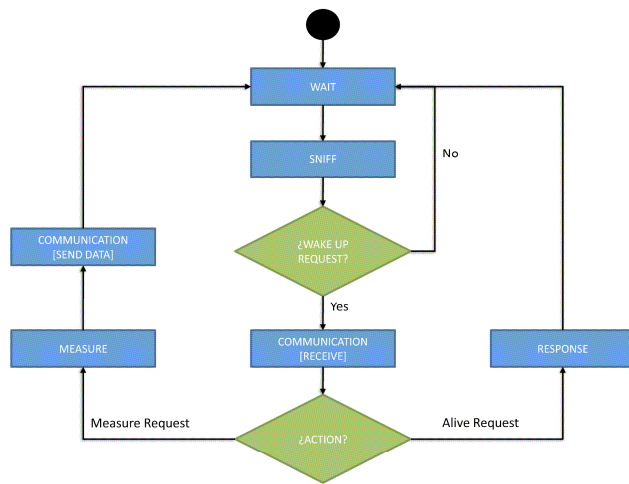 WAIT
No
SNIFF
COMMUNICATION
[SEND DATA]
¿WAKE UP
REQUEST?
Yes
MEASURE
COMMUNICATION
[RECEIVE]
RESPONSE
Measure Request
Alive Request
¿ACTION?